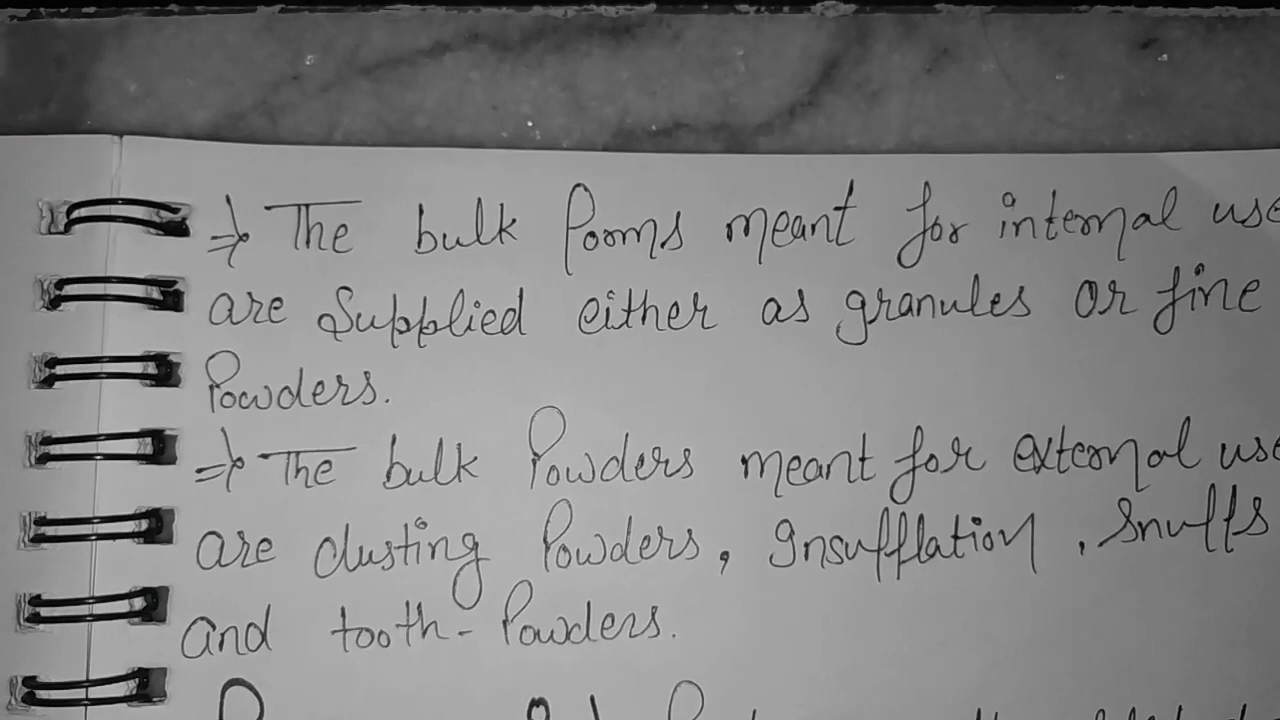 ⇒ The bulk forms meant for internal use
are Supplied either as granules or fine
Powders.
⇒ The bulk Powders meant for external use
are dusting Powders, Insufflation, Snuffs
and tooth-Powders.